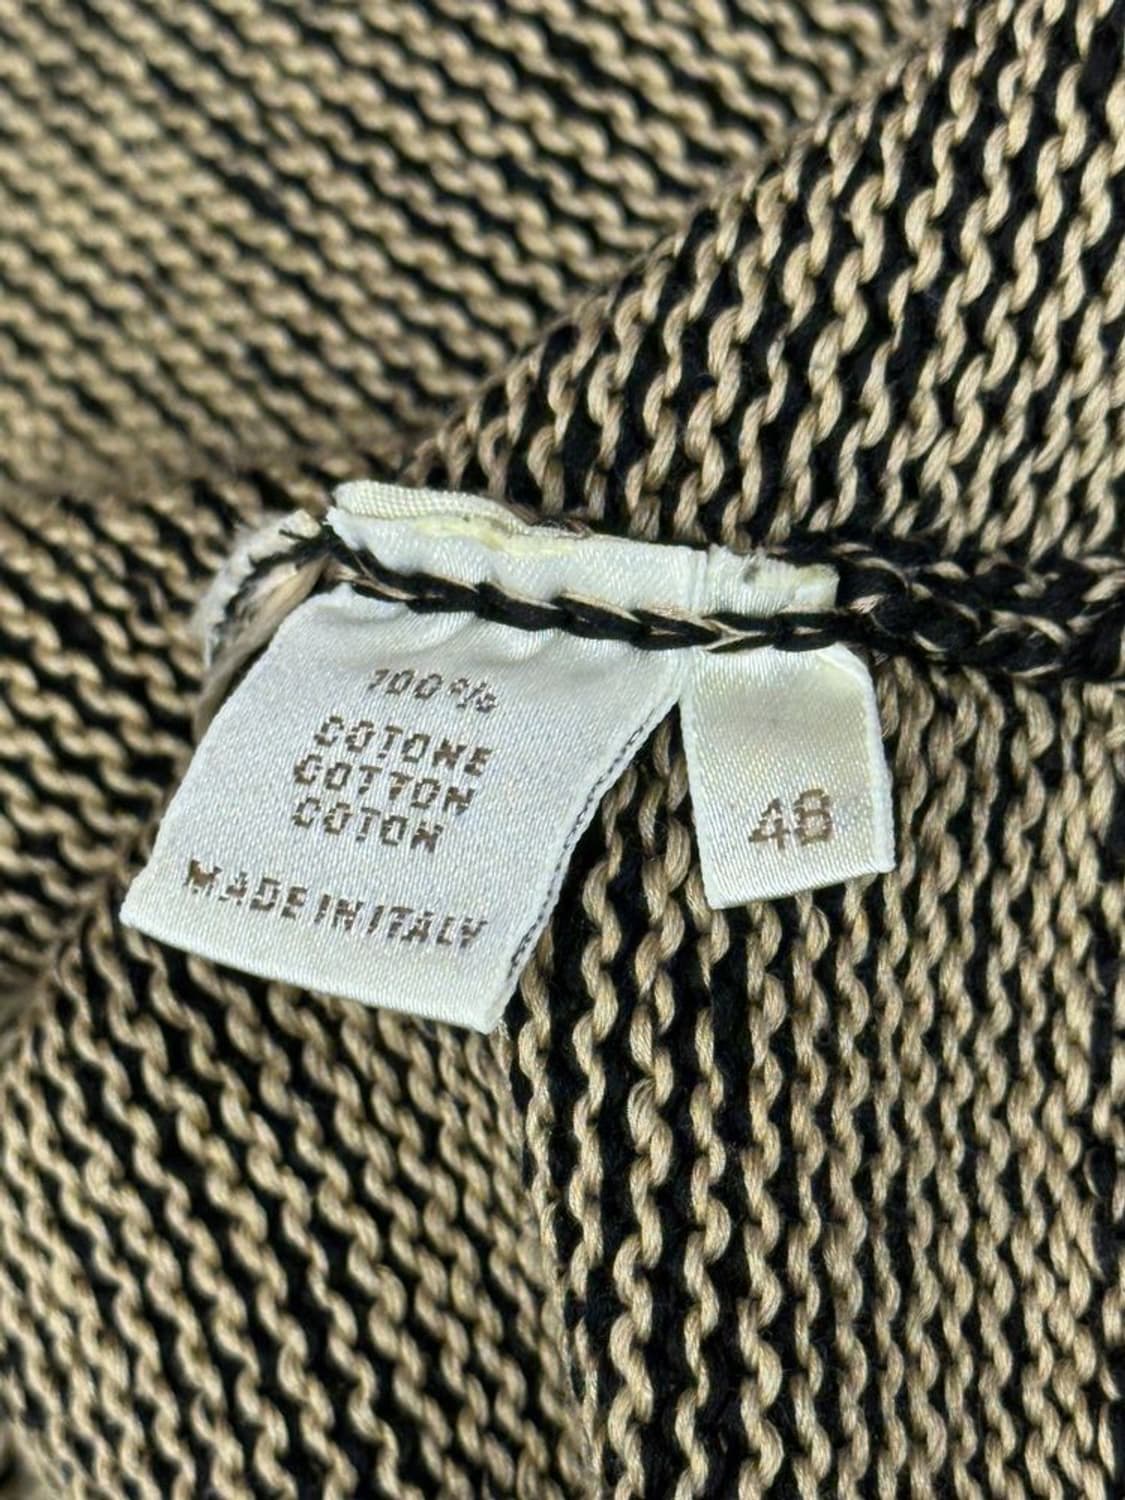 100%
COTONE
COTTON
COTON
MADE IN ITALY
48